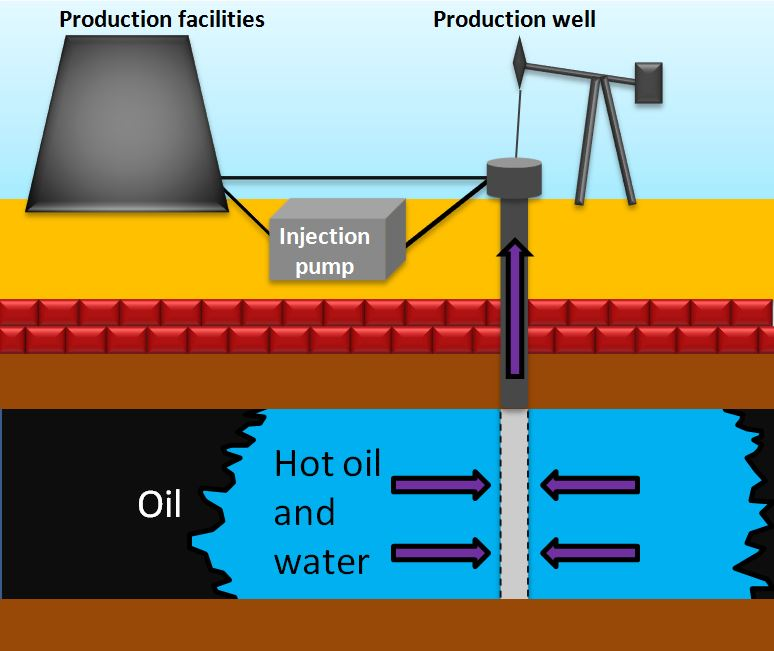 Production facilities
Production well
Injection
pump
Oil
Hot oil
and
water